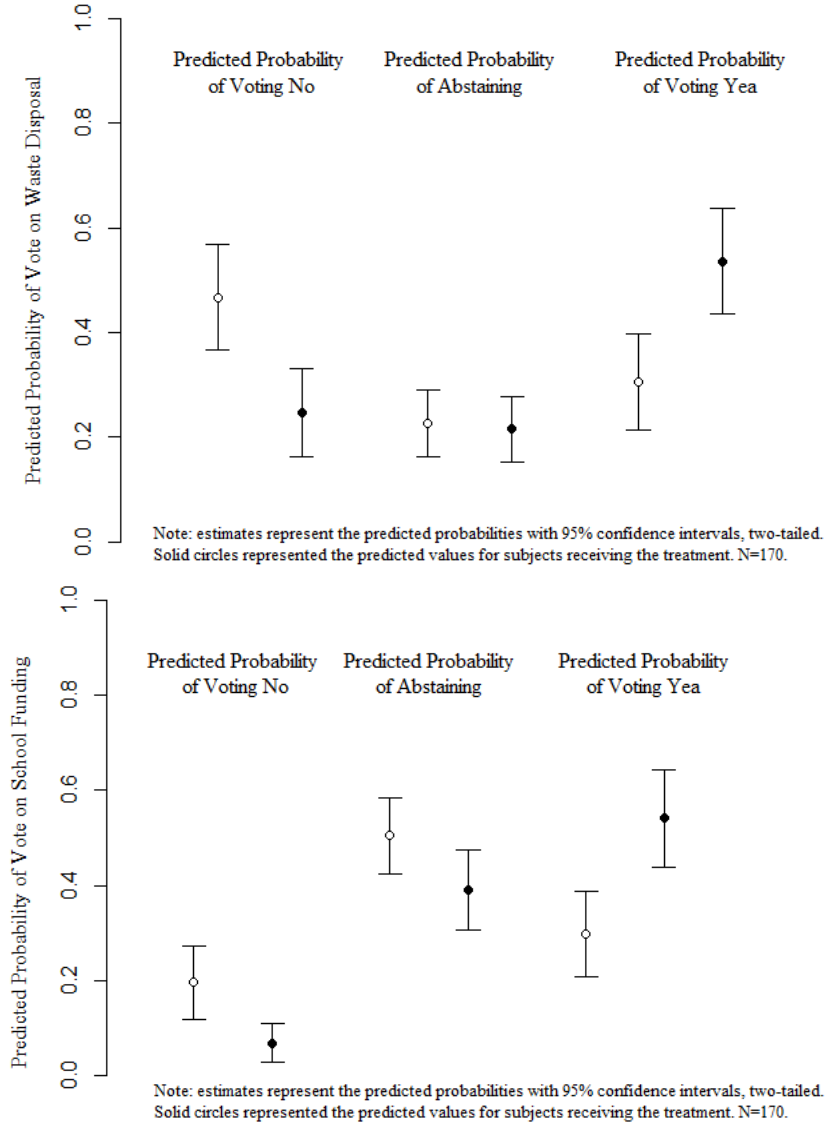 Predicted Probability of Vote on Waste Disposal
1.0
0.8
0.6
0.4
0.2
0.0
Predicted Probability
of Voting No
Predicted Probability
of Abstaining
Predicted Probability
of Voting Yea
Note: estimates represent the predicted probabilities with 95% confidence intervals, two-tailed.
Solid circles represented the predicted values for subjects receiving the treatment. N=170.
Predicted Probability of Vote on School Funding
1.0
0.8
0.6
0.4
0.2
0.0
Predicted Probability
of Voting No
Predicted Probability
of Abstaining
Predicted Probability
of Voting Yea
Note: estimates represent the predicted probabilities with 95% confidence intervals, two-tailed.
Solid circles represented the predicted values for subjects receiving the treatment. N=170.